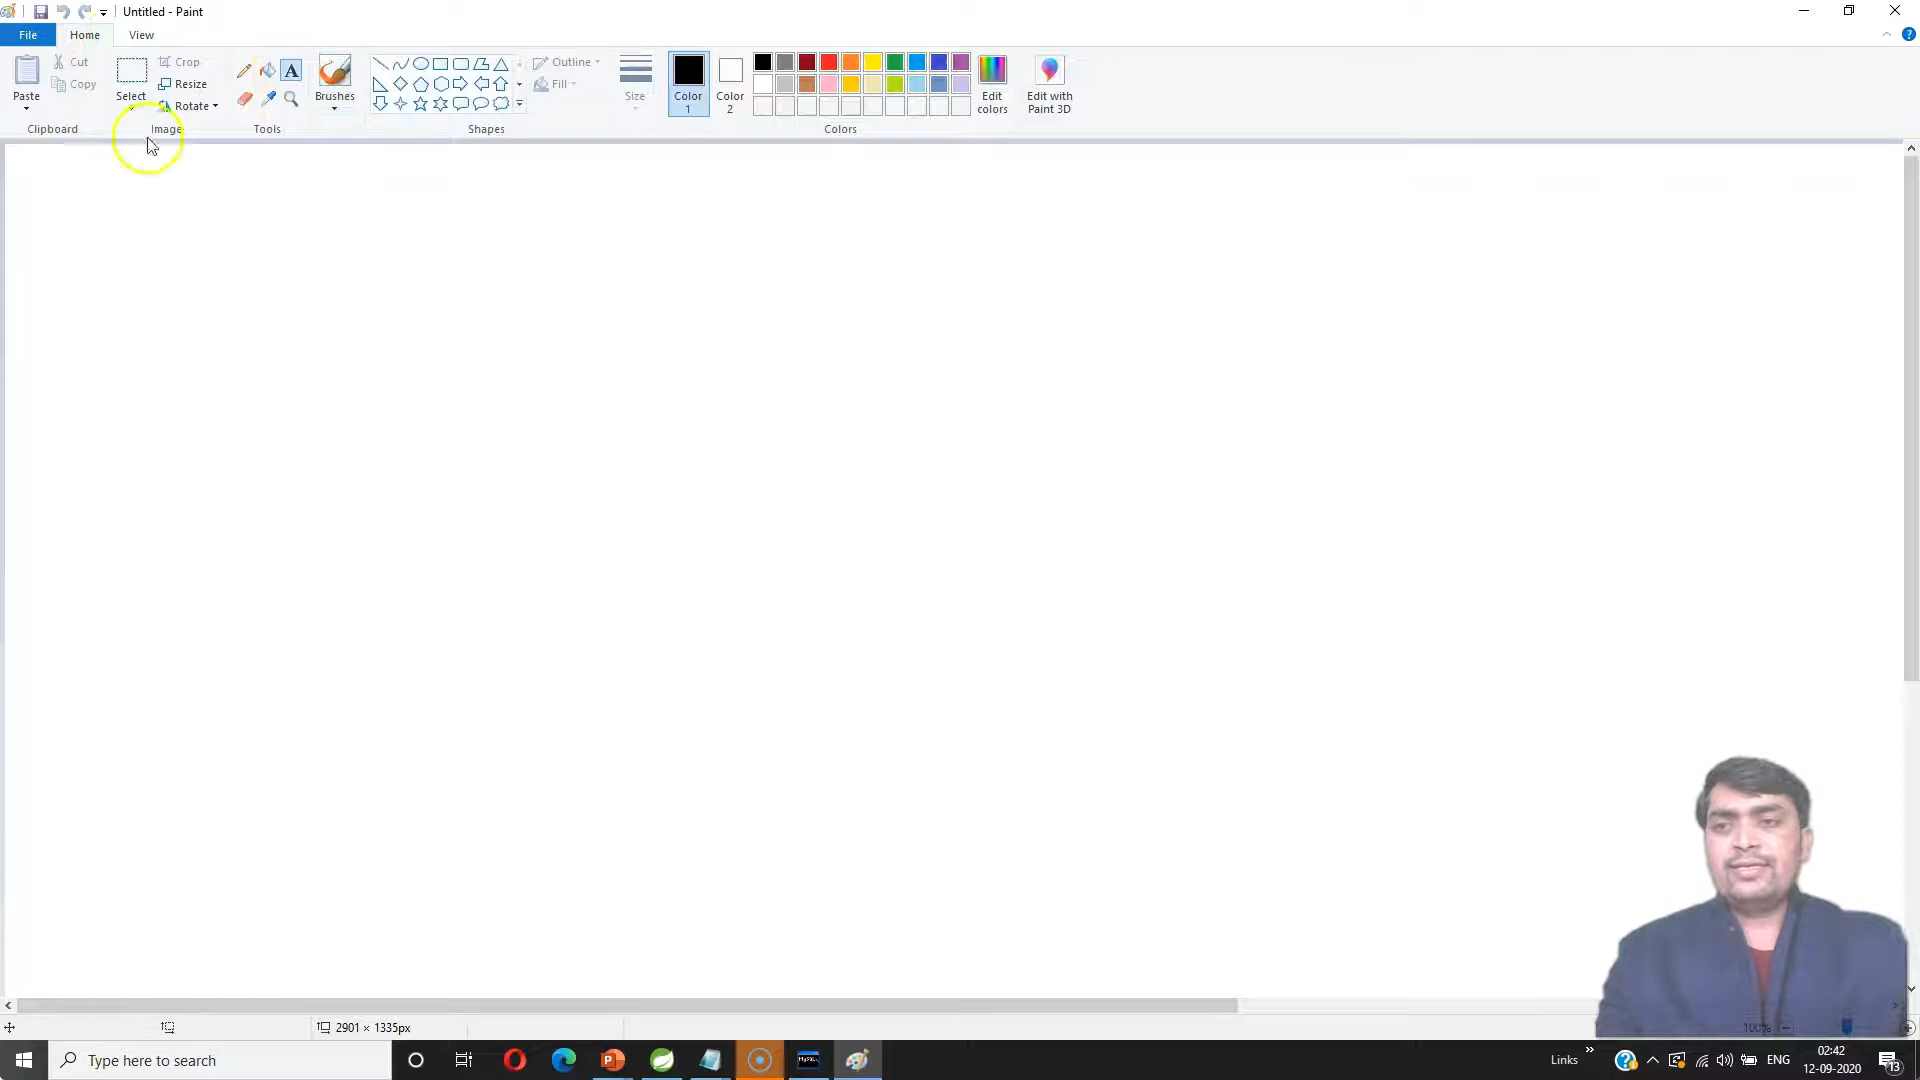 Untitled - Paint
File Home View
Paste
Cut
Copy
Clipboard
Select
Crop
Resize
Rotate
Image
A
Tools
Brushes
Outline
Fill
Shapes
Size
Color 1
Color 2
Edit colors
Colors
Edit with Paint 3D
2901 × 1335px
100%
Type here to search
Links
ENG
02:42
12-09-2020
13